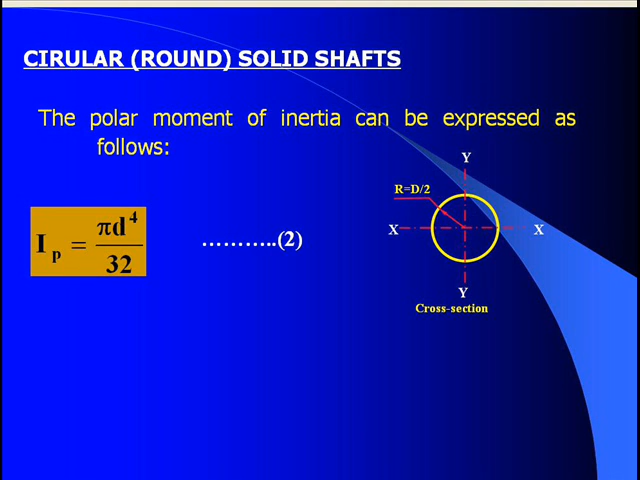 CIRULAR (ROUND) SOLID SHAFTS
The polar moment of inertia can be expressed as
follows:
Y
R=D/2
X X
I p = πd⁴ / 32 ………..(2)
Y
Cross-section